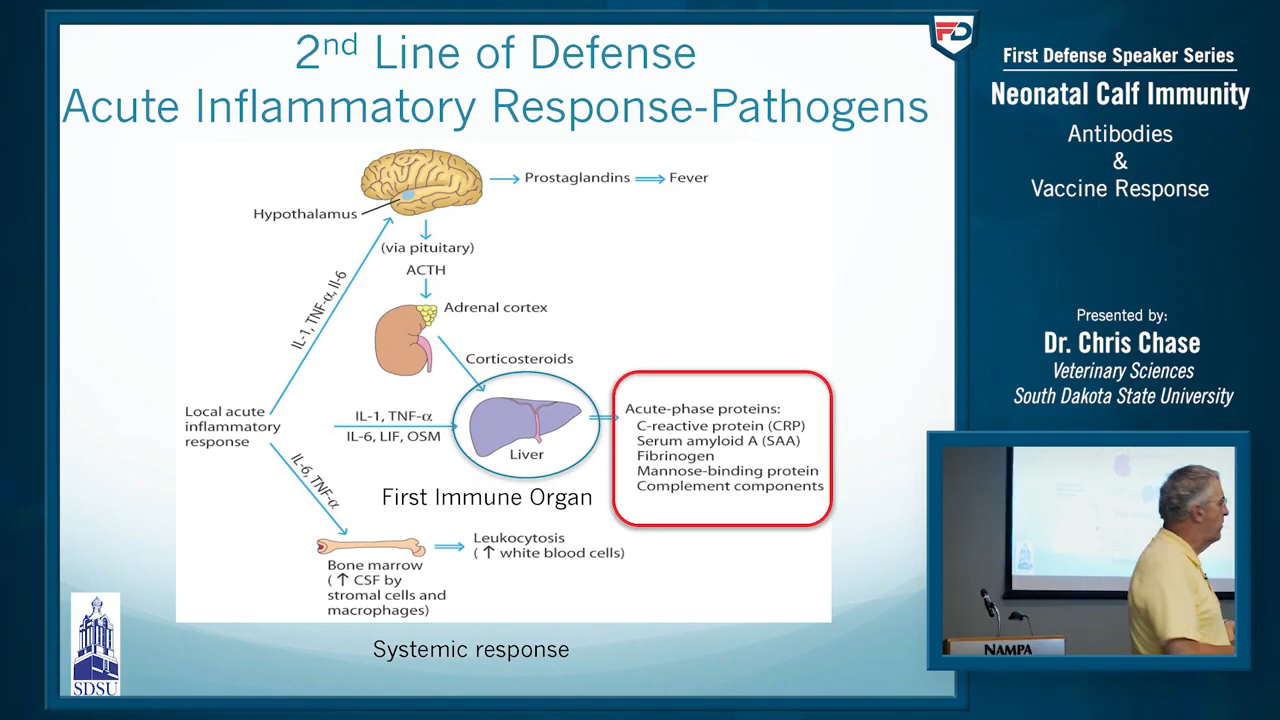 2nd Line of Defense
Acute Inflammatory Response-Pathogens
Prostaglandins
Fever
Hypothalamus
(via pituitary)
ACTH
IL-1, TNF-α, Il-6
Adrenal cortex
Corticosteroids
Local acute
inflammatory
response
IL-1, TNF-α
IL-6, LIF, OSM
Liver
Acute-phase proteins:
C-reactive protein (CRP)
Serum amyloid A (SAA)
Fibrinogen
Mannose-binding protein
Complement components
First Immune Organ
IL-6, TNF-α
Leukocytosis
(↑ white blood cells)
Bone marrow
(↑ CSF by
stromal cells and
macrophages)
Systemic response
SDSU
FD
First Defense Speaker Series
Neonatal Calf Immunity
Antibodies
&
Vaccine Response
Presented by:
Dr. Chris Chase
Veterinary Sciences
South Dakota State University
NAMPA